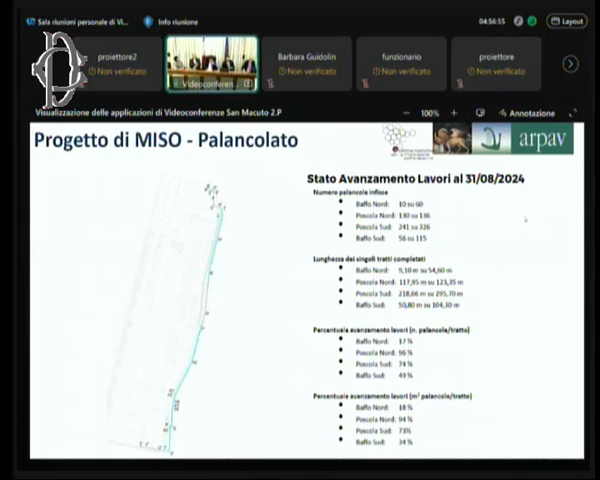 Sala riunioni personale di Vi...
Info riunione
04:56:55
Layout
proiettore2
Non verificato
Videoconferen...
Barbara Guidolin
Non verificato
funzionario
Non verificato
proiettore
Non verificato
Visualizzazione delle applicazioni di Videoconferenze San Macuto 2.P
100%
Annotazione
Progetto di MISO - Palancolato
arpav
Stato Avanzamento Lavori al 31/08/2024
Numero palancole infisse
Baffo Nord: 10 su 60
Poscola Nord: 130 su 136
Poscola Sud: 241 su 326
Baffo Sud: 56 su 115
Lunghezza dei singoli tratti completati
Baffo Nord: 9,10 m su 54,60 m
Poscola Nord: 117,95 m su 123,35 m
Poscola Sud: 218,66 m su 295,70 m
Baffo Sud: 50,80 m su 104,30 m
Percentuale avanzamento lavori (n. palancole/tratto)
Baffo Nord: 17 %
Poscola Nord: 96 %
Poscola Sud: 74 %
Baffo Sud: 49 %
Percentuale avanzamento lavori (m² palancole/tratto)
Baffo Nord: 18 %
Poscola Nord: 94 %
Poscola Sud: 73%
Baffo Sud: 34 %